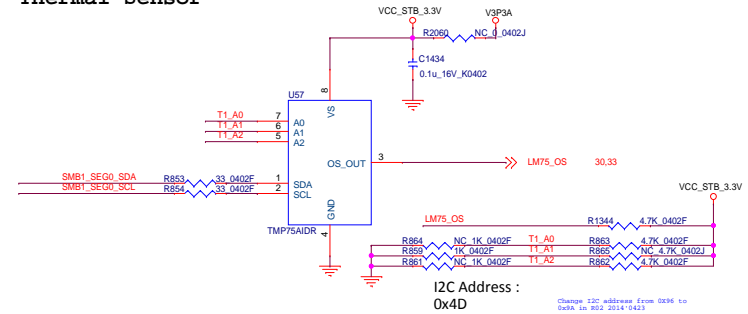 Thermal Sensor
VCC_STB_3.3V
V3P3A
R2060
NC_0_0402J
C1434
0.1u_16V_K0402
U57
8
VS
T1_A0
7
A0
T1_A1
6
A1
T1_A2
5
A2
OS_OUT
3
LM75_OS
30,33
SMB1_SEG0_SDA
R853
33_0402F
1
SDA
SMB1_SEG0_SCL
R854
33_0402F
2
SCL
GND
4
TMP75AIDR
VCC_STB_3.3V
LM75_OS
R1344
4.7K_0402F
R864
NC_1K_0402F
T1_A0
R863
4.7K_0402F
R859
1K_0402F
T1_A1
R865
NC_4.7K_0402J
R861
NC_1K_0402F
T1_A2
R862
4.7K_0402F
I2C Address :
0x4D
Change I2C address from 0X96 to
0x9A in R02 2014'0423